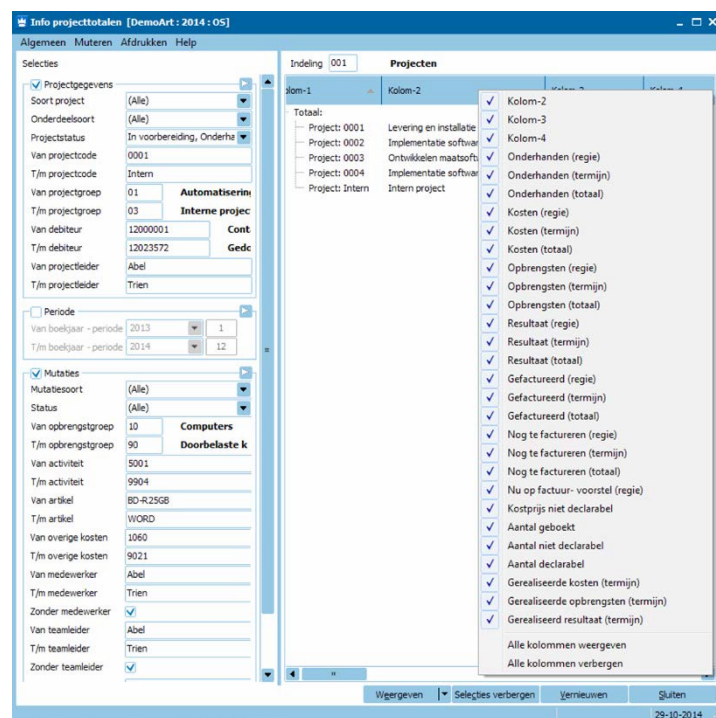 Info projecttotalen [DemoArt : 2014 : OS]
Algemeen Muteren Afdrukken Help
Selecties
Projectgegevens
Soort project (Alle)
Onderdeelsoort (Alle)
Projectstatus In voorbereiding, Onderha
Van projectcode 0001
T/m projectcode Intern
Van projectgroep 01 Automatisering
T/m projectgroep 03 Interne projec
Van debiteur 12000001 Cont
T/m debiteur 12023572 Gedo
Van projectleider Abel
T/m projectleider Trien
Periode
Van boekjaar - periode 2013 1
T/m boekjaar - periode 2014 12
Mutaties
Mutatiesoort (Alle)
Status (Alle)
Van opbrengstgroep 10 Computers
T/m opbrengstgroep 90 Doorbelaste k
Van activiteit 5001
T/m activiteit 9904
Van artikel BD-R25GB
T/m artikel WORD
Van overige kosten 1060
T/m overige kosten 9021
Van medewerker Abel
T/m medewerker Trien
Zonder medewerker
Van teamleider Abel
T/m teamleider Trien
Zonder teamleider
Indeling 001 Projecten
olom-1 Kolom-2 Kolom-3 Kolom-4
Totaal:
Project: 0001 Levering en installatie
Project: 0002 Implementatie softwar
Project: 0003 Ontwikkelen maatsoftw
Project: 0004 Implementatie softwar
Project: Intern Intern project
Kolom-2
Kolom-3
Kolom-4
Onderhanden (regie)
Onderhanden (termijn)
Onderhanden (totaal)
Kosten (regie)
Kosten (termijn)
Kosten (totaal)
Opbrengsten (regie)
Opbrengsten (termijn)
Opbrengsten (totaal)
Resultaat (regie)
Resultaat (termijn)
Resultaat (totaal)
Gefactureerd (regie)
Gefactureerd (termijn)
Gefactureerd (totaal)
Nog te factureren (regie)
Nog te factureren (termijn)
Nog te factureren (totaal)
Nu op factuur- voorstel (regie)
Kostprijs niet declarabel
Aantal geboekt
Aantal niet declarabel
Aantal declarabel
Gerealiseerde kosten (termijn)
Gerealiseerde opbrengsten (termijn)
Gerealiseerd resultaat (termijn)
Alle kolommen weergeven
Alle kolommen verbergen
Weergeven Selecties verbergen Vernieuwen Sluiten
29-10-2014